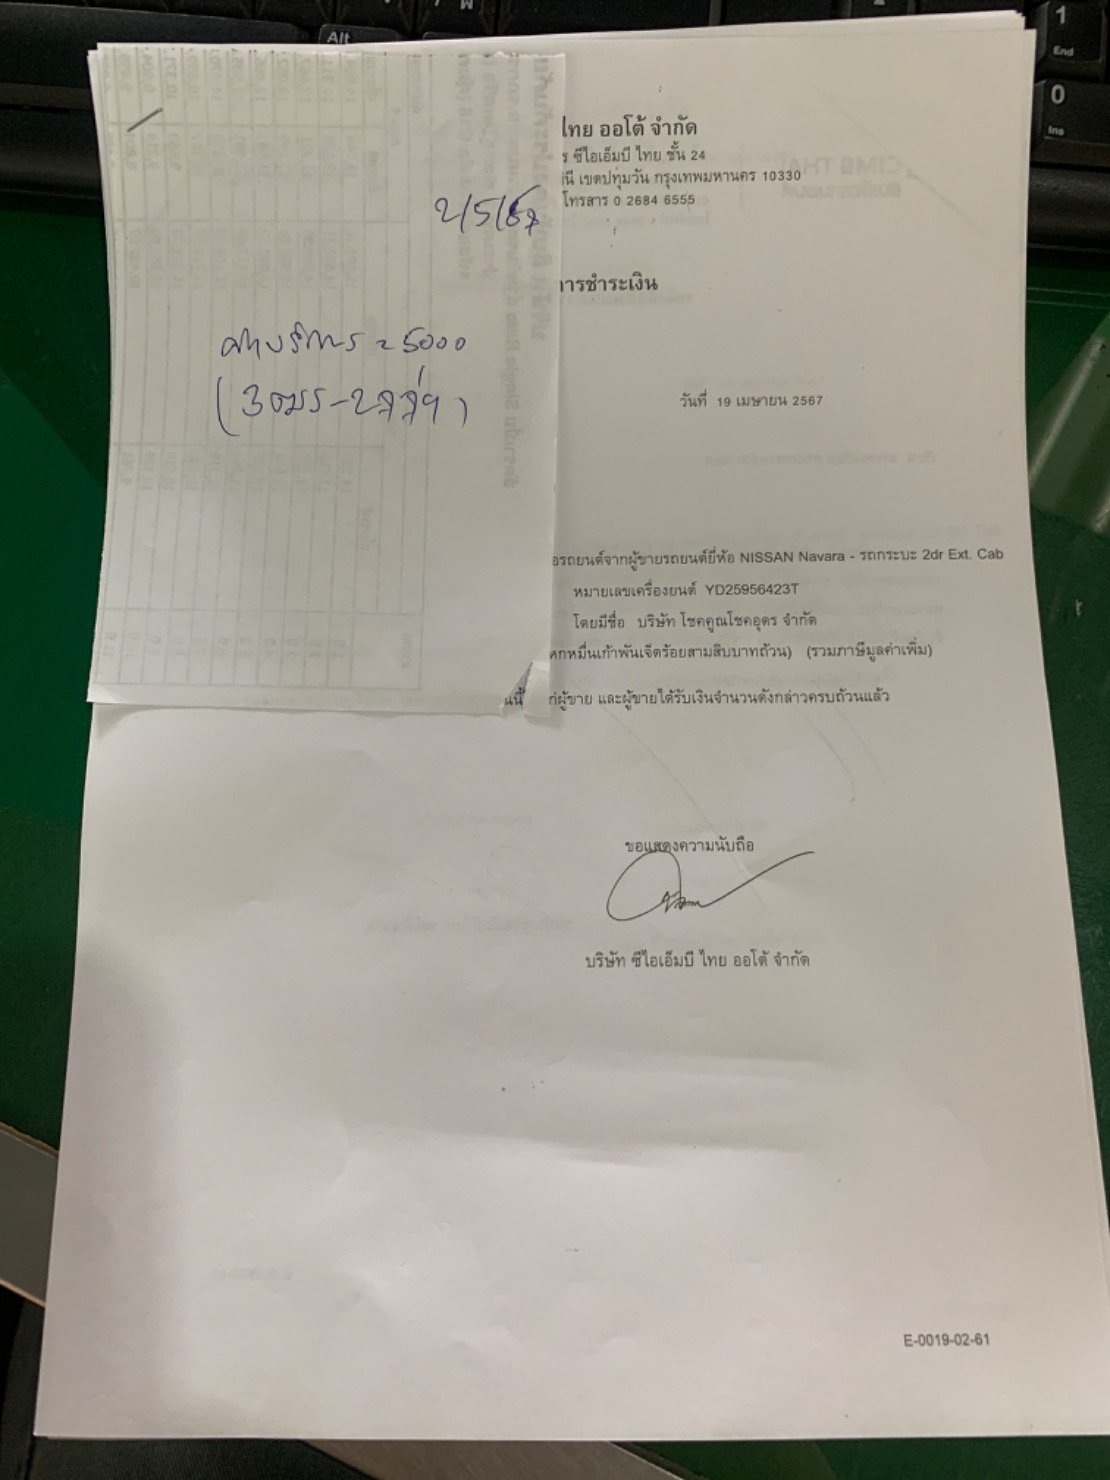 ไทย ออโต้ จำกัด
ร ซีไอเอ็มบี ไทย ชั้น 24
นี เขตปทุมวัน กรุงเทพมหานคร 10330
โทรสาร 0 2684 6555
2/5/67
การชำระเงิน
ค่าบริการ = 5000
วันที่ 19 เมษายน 2567
อรถยนต์จากผู้ขายรถยนต์ยี่ห้อ NISSAN Navara - รถกระบะ 2dr Ext. Cab
หมายเลขเครื่องยนต์ YD25956423T
โดยมีชื่อ บริษัท โชคคูณโชคอุดร จำกัด
หกหมื่นเก้าพันเจ็ดร้อยสามสิบบาทถ้วน) (รวมภาษีมูลค่าเพิ่ม)
นนี้ ก่ผู้ขาย และผู้ขายได้รับเงินจำนวนดังกล่าวครบถ้วนแล้ว
ขอแสดงความนับถือ
บริษัท ซีไอเอ็มบี ไทย ออโต้ จำกัด
E-0019-02-61
Alt
1
End
0
Ins